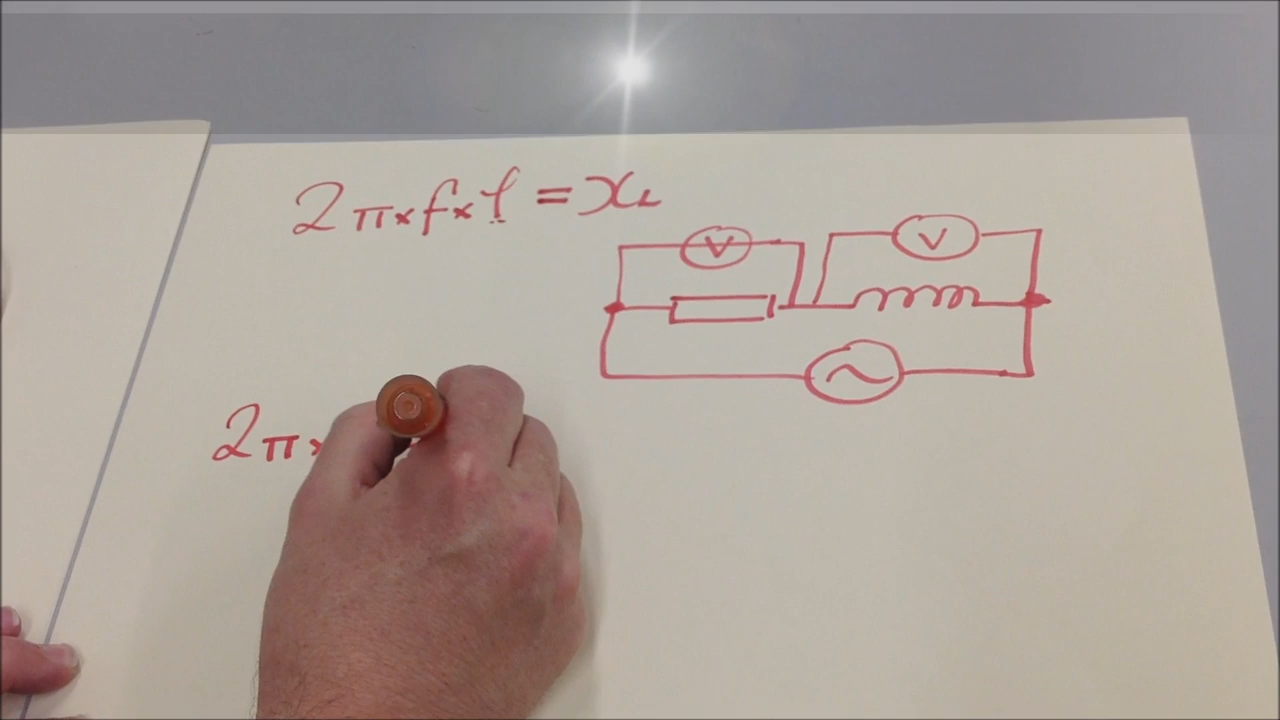 2π×f×l = XL
V
V
2π×